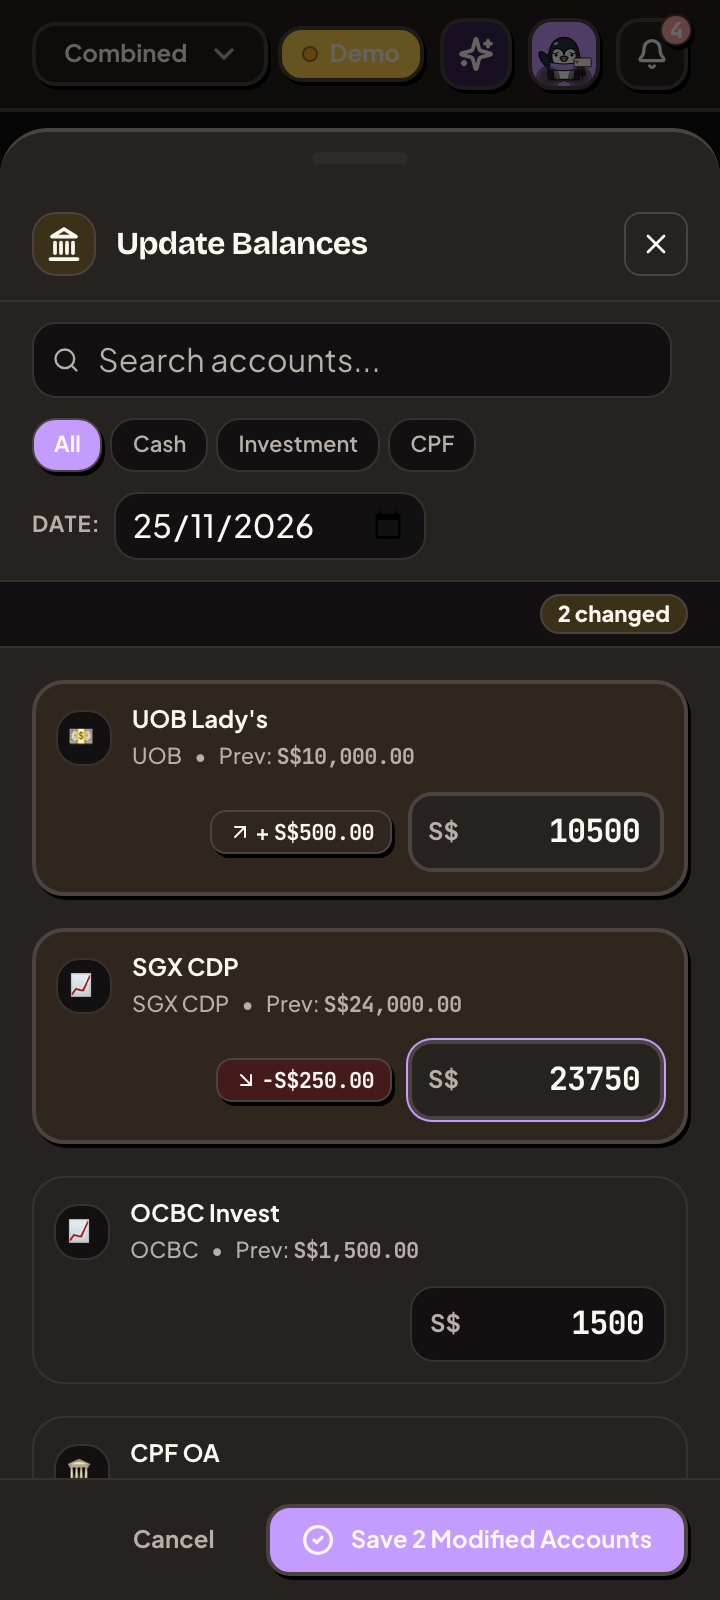 Combined
Demo
4
Update Balances
Search accounts...
All Cash Investment CPF
DATE: 25/11/2026
2 changed
UOB Lady's
UOB • Prev: S$10,000.00
+ S$500.00 S$ 10500
SGX CDP
SGX CDP • Prev: S$24,000.00
-S$250.00 S$ 23750
OCBC Invest
OCBC • Prev: S$1,500.00
S$ 1500
CPF OA
Cancel Save 2 Modified Accounts